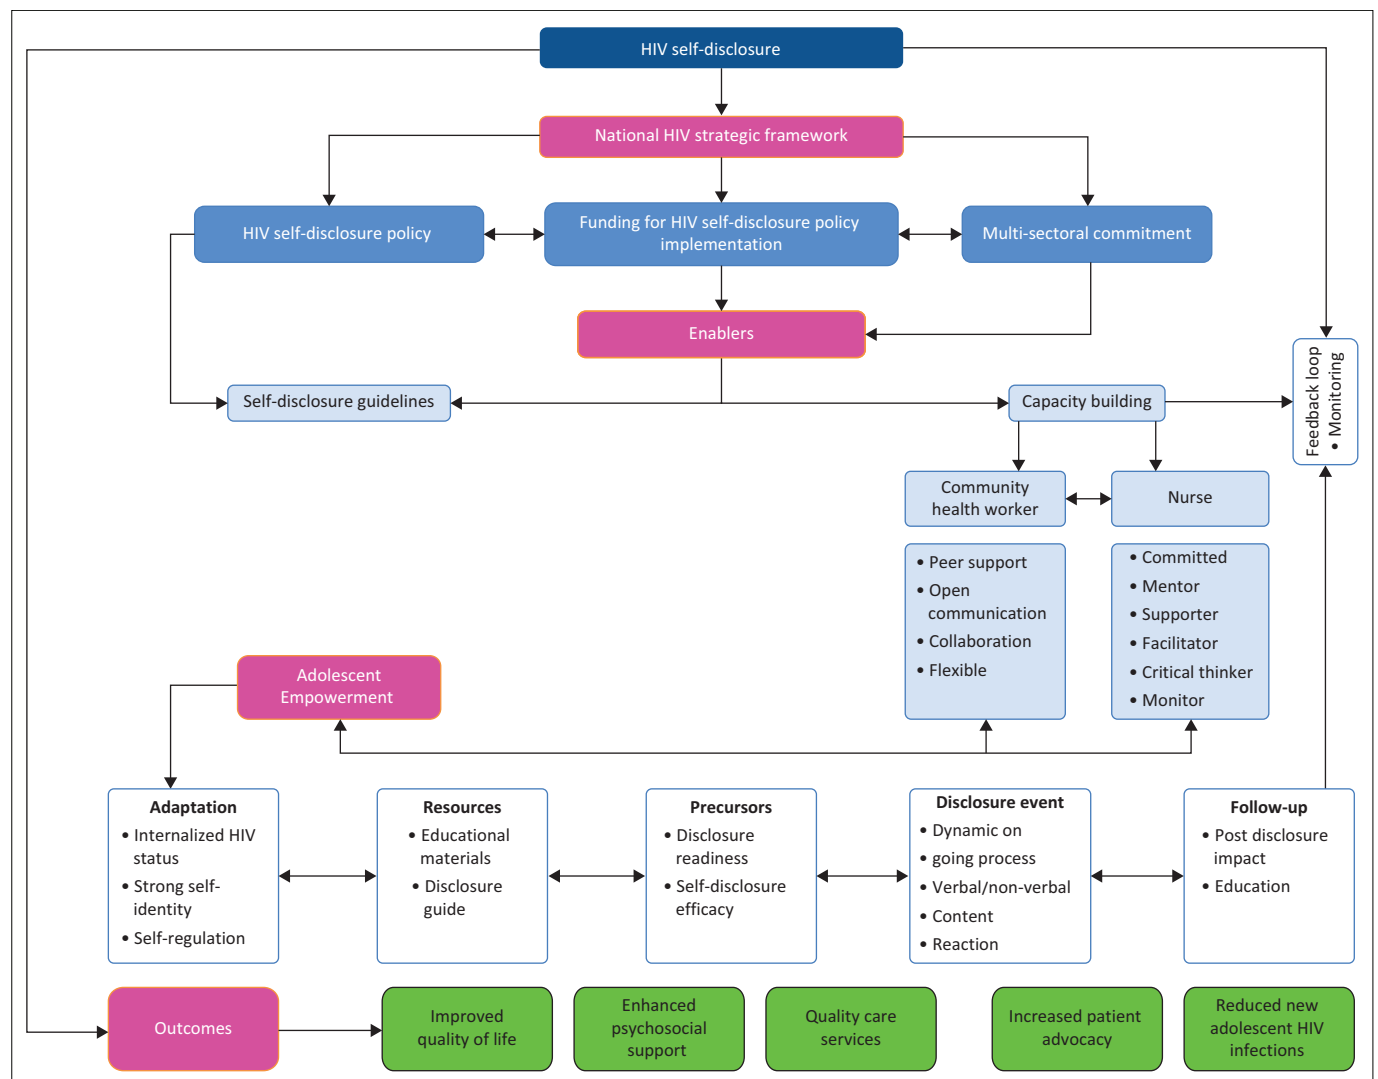 HIV self-disclosure
National HIV strategic framework
HIV self-disclosure policy
Funding for HIV self-disclosure policy
implementation
Multi-sectoral commitment
Enablers
Self-disclosure guidelines
Capacity building
Feedback loop
• Monitoring
Community
health worker
Nurse
• Peer support
• Open
communication
• Collaboration
• Flexible
• Committed
• Mentor
• Supporter
• Facilitator
• Critical thinker
• Monitor
Adolescent
Empowerment
Adaptation
• Internalized HIV
status
• Strong self-
identity
• Self-regulation
Resources
• Educational
materials
• Disclosure
guide
Precursors
• Disclosure
readiness
• Self-disclosure
efficacy
Disclosure event
• Dynamic on
• going process
• Verbal/non-verbal
• Content
• Reaction
Follow-up
• Post disclosure
impact
• Education
Outcomes
Improved
quality of life
Enhanced
psychosocial
support
Quality care
services
Increased patient
advocacy
Reduced new
adolescent HIV
infections